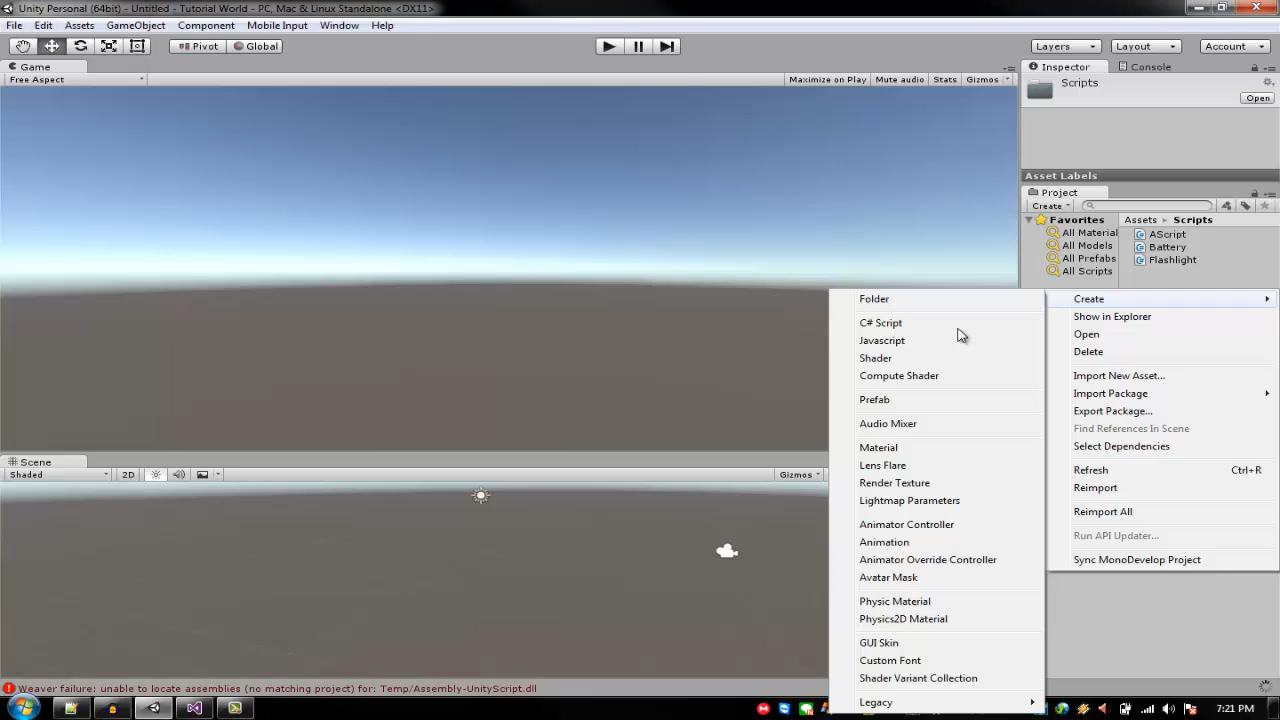 Unity Personal (64bit) - Untitled - Tutorial World - PC, Mac & Linux Standalone <DX11>
File Edit Assets GameObject Component Mobile Input Window Help
Pivot Global Layers Layout Account
Game
Free Aspect Maximize on Play Mute audio Stats Gizmos
Inspector Console
Scripts
Open
Asset Labels
Project
Create
Favorites
All Material
All Models
All Prefabs
All Scripts
Assets ▸ Scripts
AScript
Battery
Flashlight
Create
Show in Explorer
Open
Delete
Import New Asset...
Import Package
Export Package...
Find References In Scene
Select Dependencies
Refresh Ctrl+R
Reimport
Reimport All
Run API Updater...
Sync MonoDevelop Project
Folder
C# Script
Javascript
Shader
Compute Shader
Prefab
Audio Mixer
Material
Lens Flare
Render Texture
Lightmap Parameters
Animator Controller
Animation
Animator Override Controller
Avatar Mask
Physic Material
Physics2D Material
GUI Skin
Custom Font
Shader Variant Collection
Legacy
Scene
Shaded 2D Gizmos
Weaver failure: unable to locate assemblies (no matching project) for: Temp/Assembly-UnityScript.dll
7:21 PM